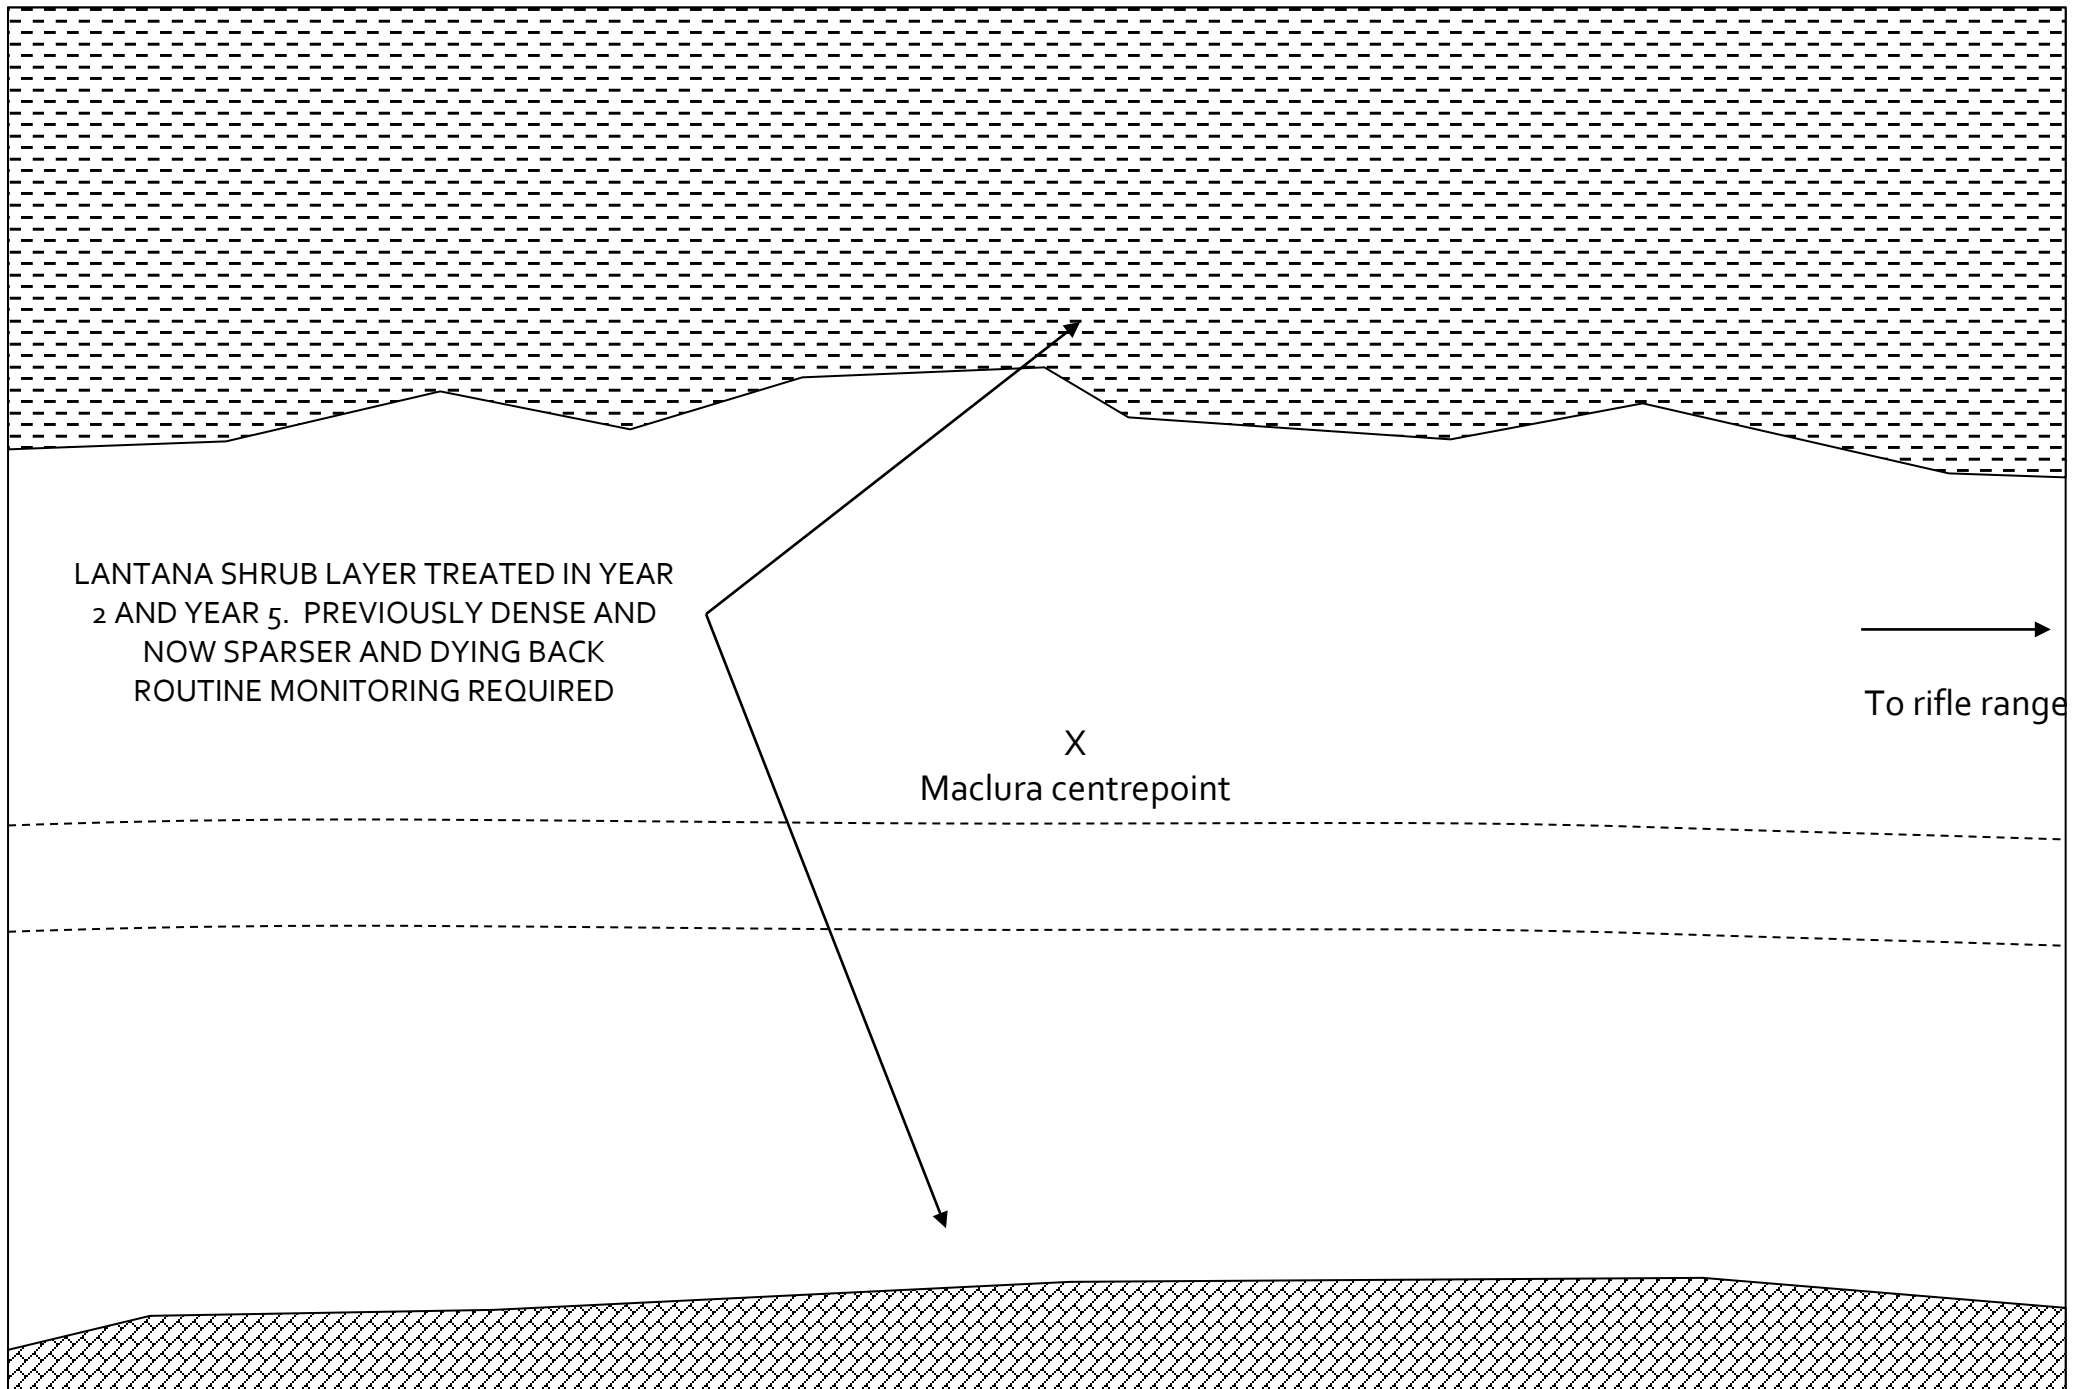 LANTANA SHRUB LAYER TREATED IN YEAR
2 AND YEAR 5.  PREVIOUSLY DENSE AND
NOW SPARSER AND DYING BACK
ROUTINE MONITORING REQUIRED
To rifle range
X
Maclura centrepoint